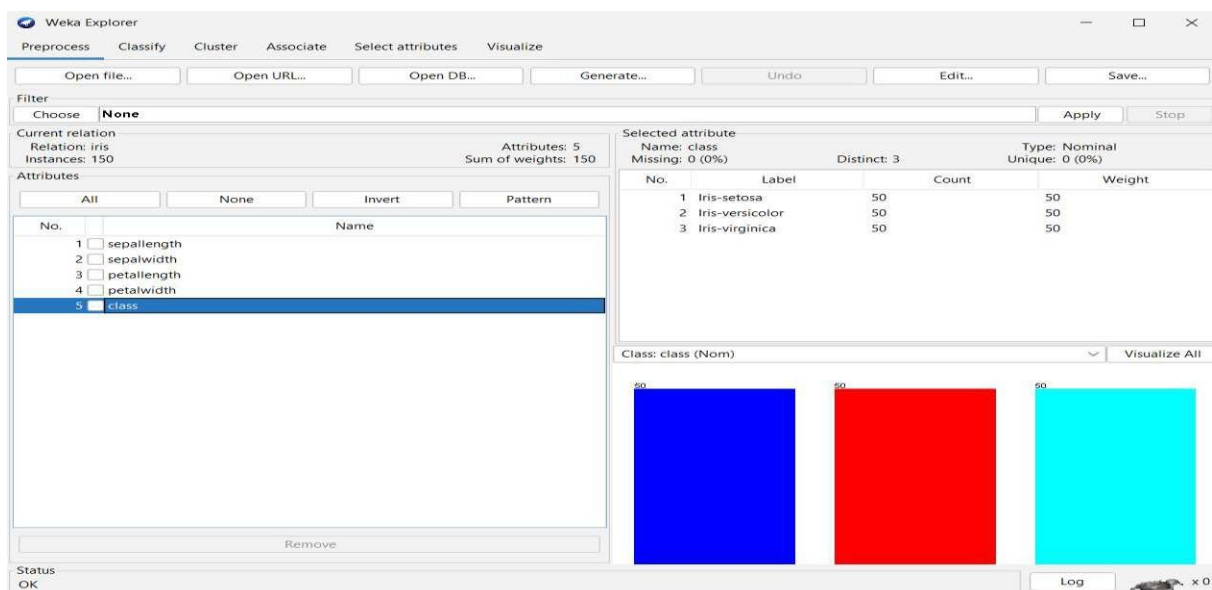 Weka Explorer
Preprocess Classify Cluster Associate Select attributes Visualize
Open file... Open URL... Open DB... Generate... Undo Edit... Save...
Filter
Choose None Apply Stop
Current relation
Relation: iris Attributes: 5
Instances: 150 Sum of weights: 150
Attributes
All None Invert Pattern
No. Name
1 sepallength
2 sepalwidth
3 petallength
4 petalwidth
5 class
Remove
Selected attribute
Name: class Type: Nominal
Missing: 0 (0%) Distinct: 3 Unique: 0 (0%)
No. Label Count Weight
1 Iris-setosa 50 50
2 Iris-versicolor 50 50
3 Iris-virginica 50 50
Class: class (Nom) Visualize All
50 50 50
Status
OK Log x 0